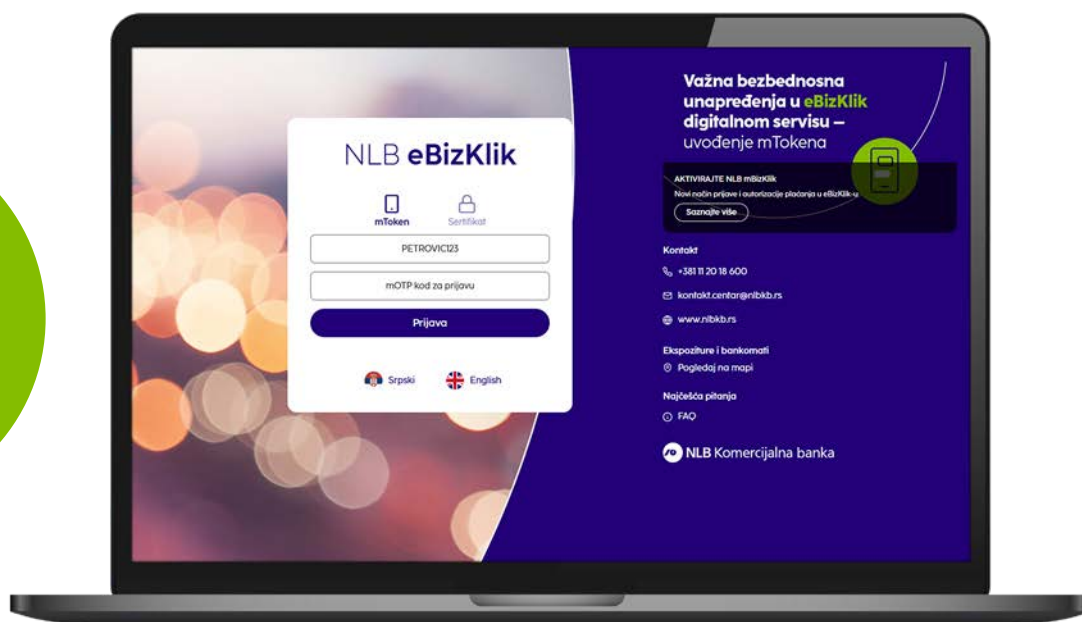 NLB eBizKlik
mToken
Sertifikat
PETROVIC123
mOTP kod za prijavu
Prijava
Srpski
English
Važna bezbednosna
unapređenja u eBizKlik
digitalnom servisu –
uvođenje mTokena
AKTIVIRAJTE NLB mBizKlik
Novi način prijave i autorizacije plaćanja u eBizKlik-u
Saznajte više
Kontakt
+381 11 20 18 600
kontakt.centar@nlbkb.rs
www.nlbkb.rs
Ekspoziture i bankomati
Pogledaj na mapi
Najčešća pitanja
FAQ
NLB Komercijalna banka